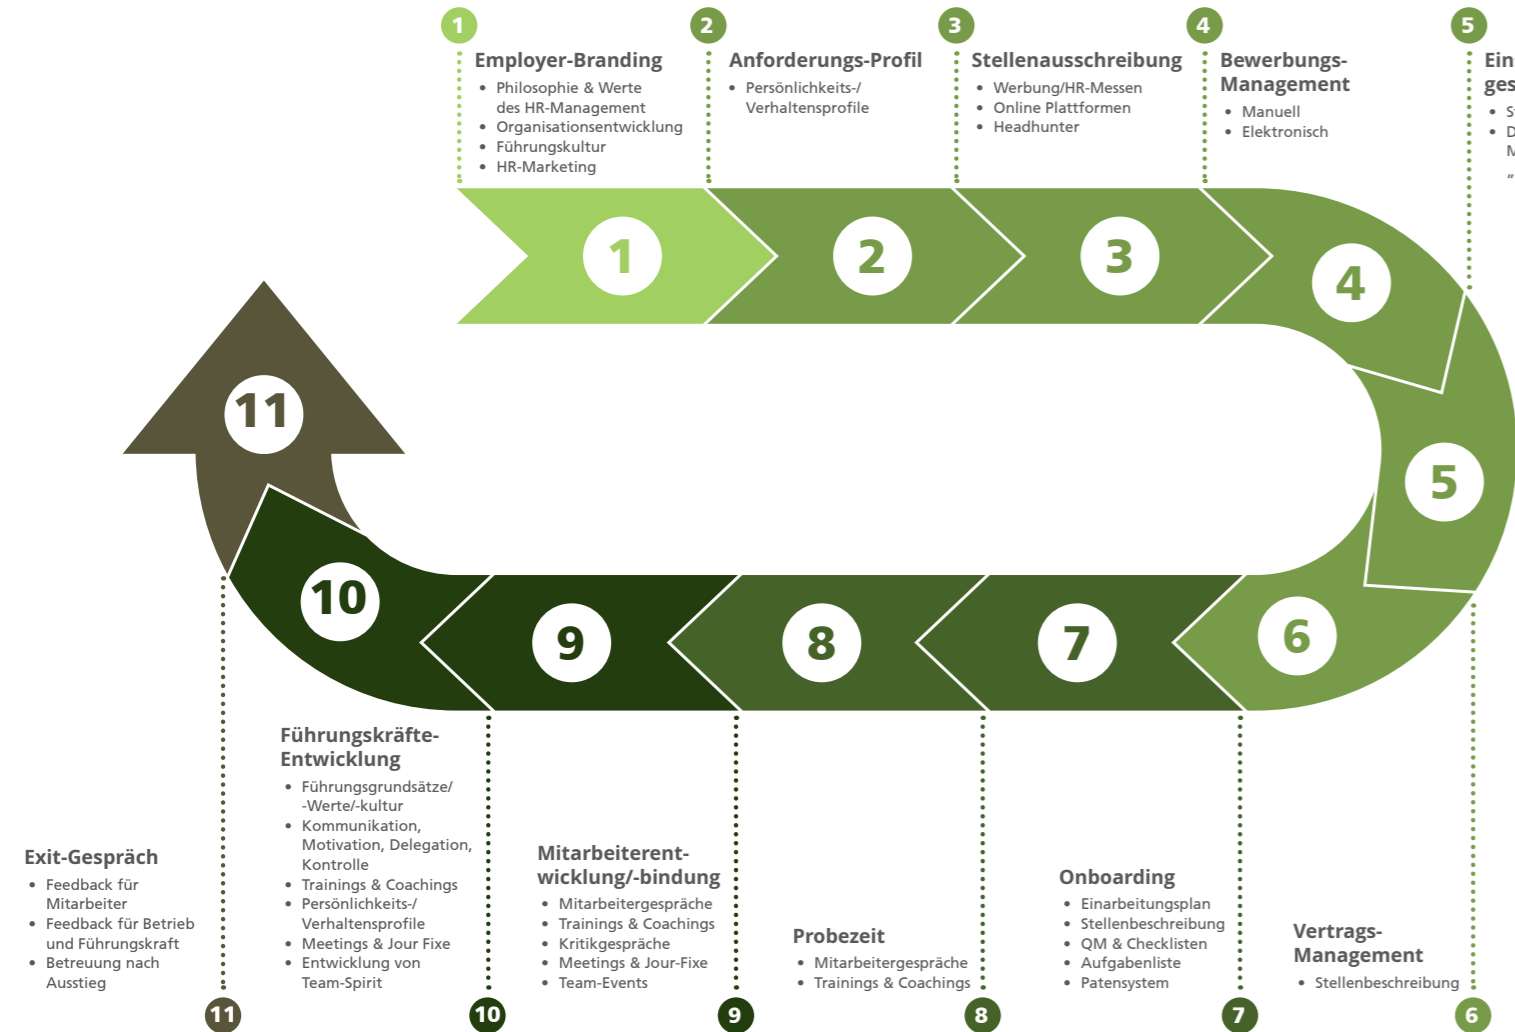 1
2
3
4
5
Employer-Branding
• Philosophie & Werte
des HR-Management
• Organisationsentwicklung
• Führungskultur
• HR-Marketing
Anforderungs-Profil
• Persönlichkeits-/
Verhaltensprofile
Stellenausschreibung
• Werbung/HR-Messen
• Online Plattformen
• Headhunter
Bewerbungs-
Management
• Manuell
• Elektronisch
1
2
3
4
5
6
7
8
9
10
11
Exit-Gespräch
• Feedback für
Mitarbeiter
• Feedback für Betrieb
und Führungskraft
• Betreuung nach
Ausstieg
Führungskräfte-
Entwicklung
• Führungsgrundsätze/
-Werte/-kultur
• Kommunikation,
Motivation, Delegation,
Kontrolle
• Trainings & Coachings
• Persönlichkeits-/
Verhaltensprofile
• Meetings & Jour Fixe
• Entwicklung von
Team-Spirit
Mitarbeiterent-
wicklung/-bindung
• Mitarbeitergespräche
• Trainings & Coachings
• Kritikgespräche
• Meetings & Jour-Fixe
• Team-Events
Probezeit
• Mitarbeitergespräche
• Trainings & Coachings
Onboarding
• Einarbeitungsplan
• Stellenbeschreibung
• QM & Checklisten
• Aufgabenliste
• Patensystem
Vertrags-
Management
• Stellenbeschreibung
11
10
9
8
7
6